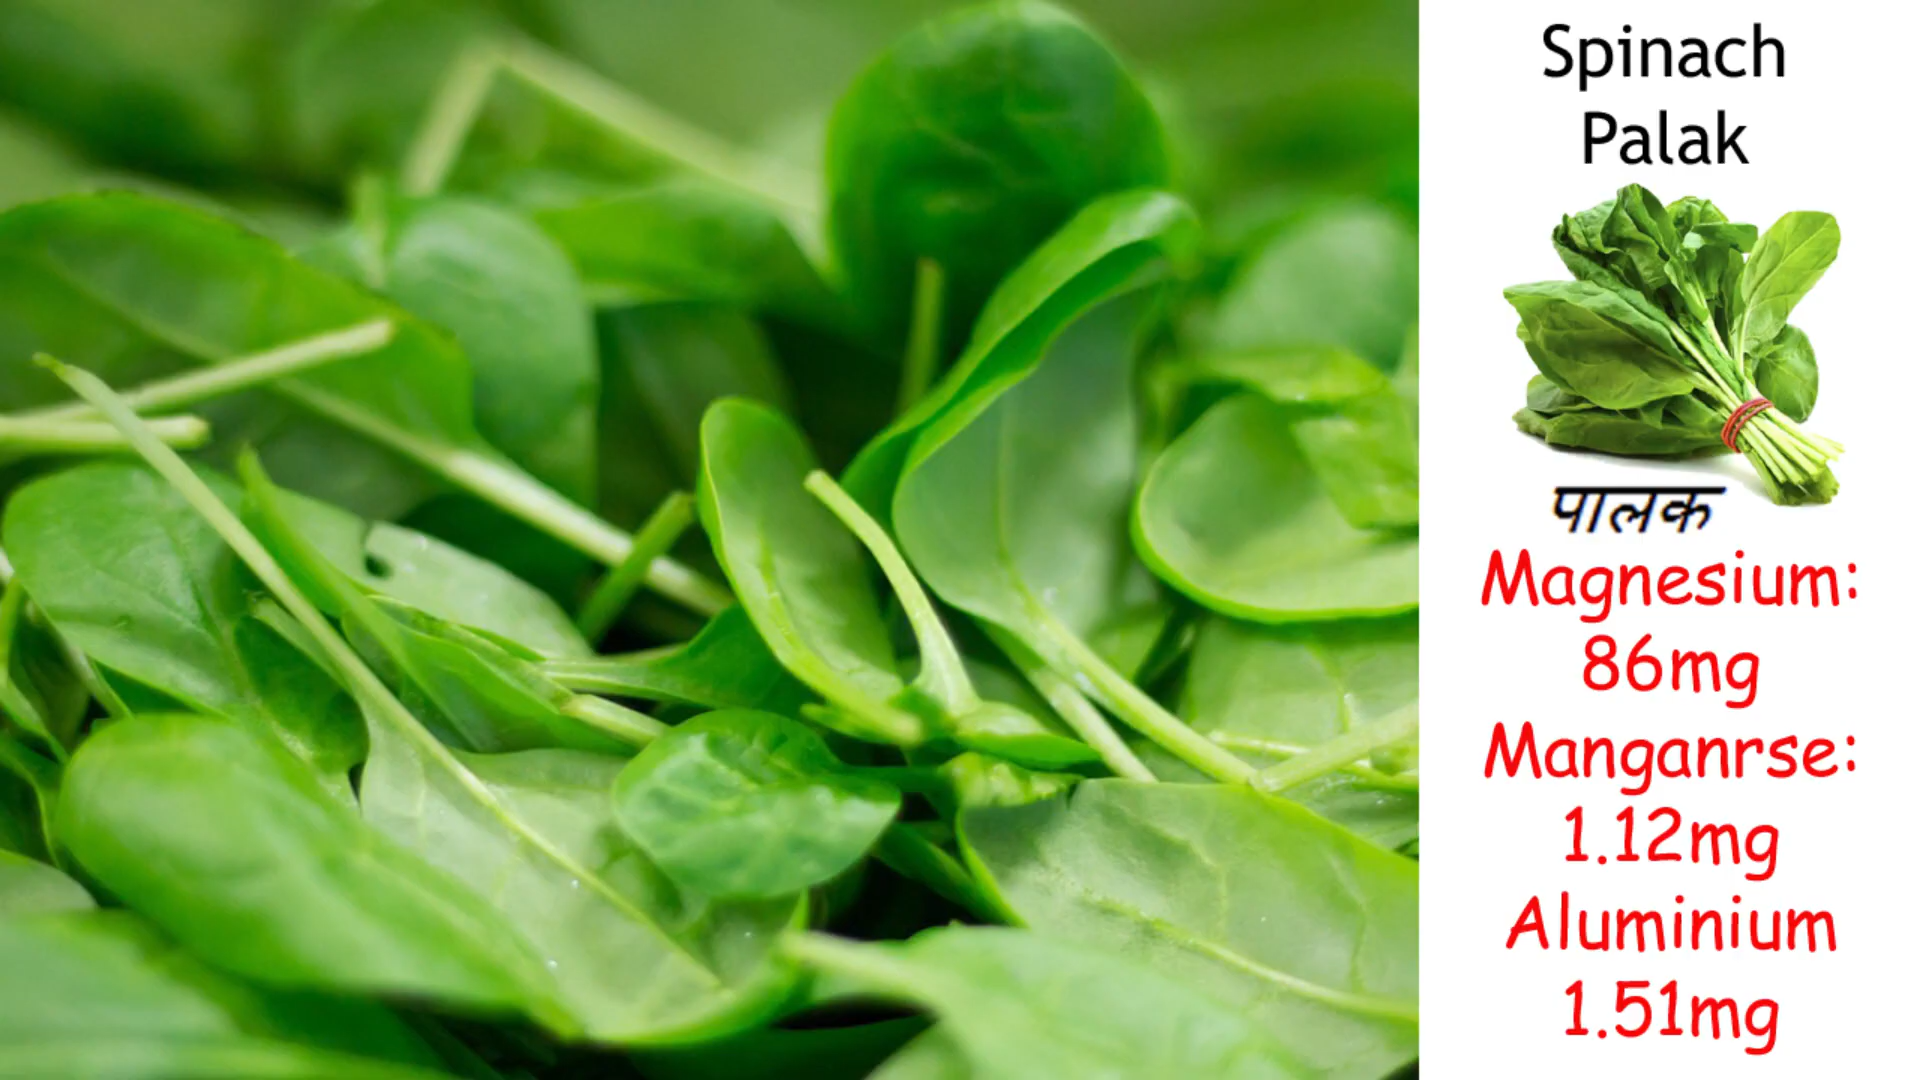 Spinach
Palak
पालक
Magnesium:
86mg
Manganrse:
1.12mg
Aluminium
1.51mg